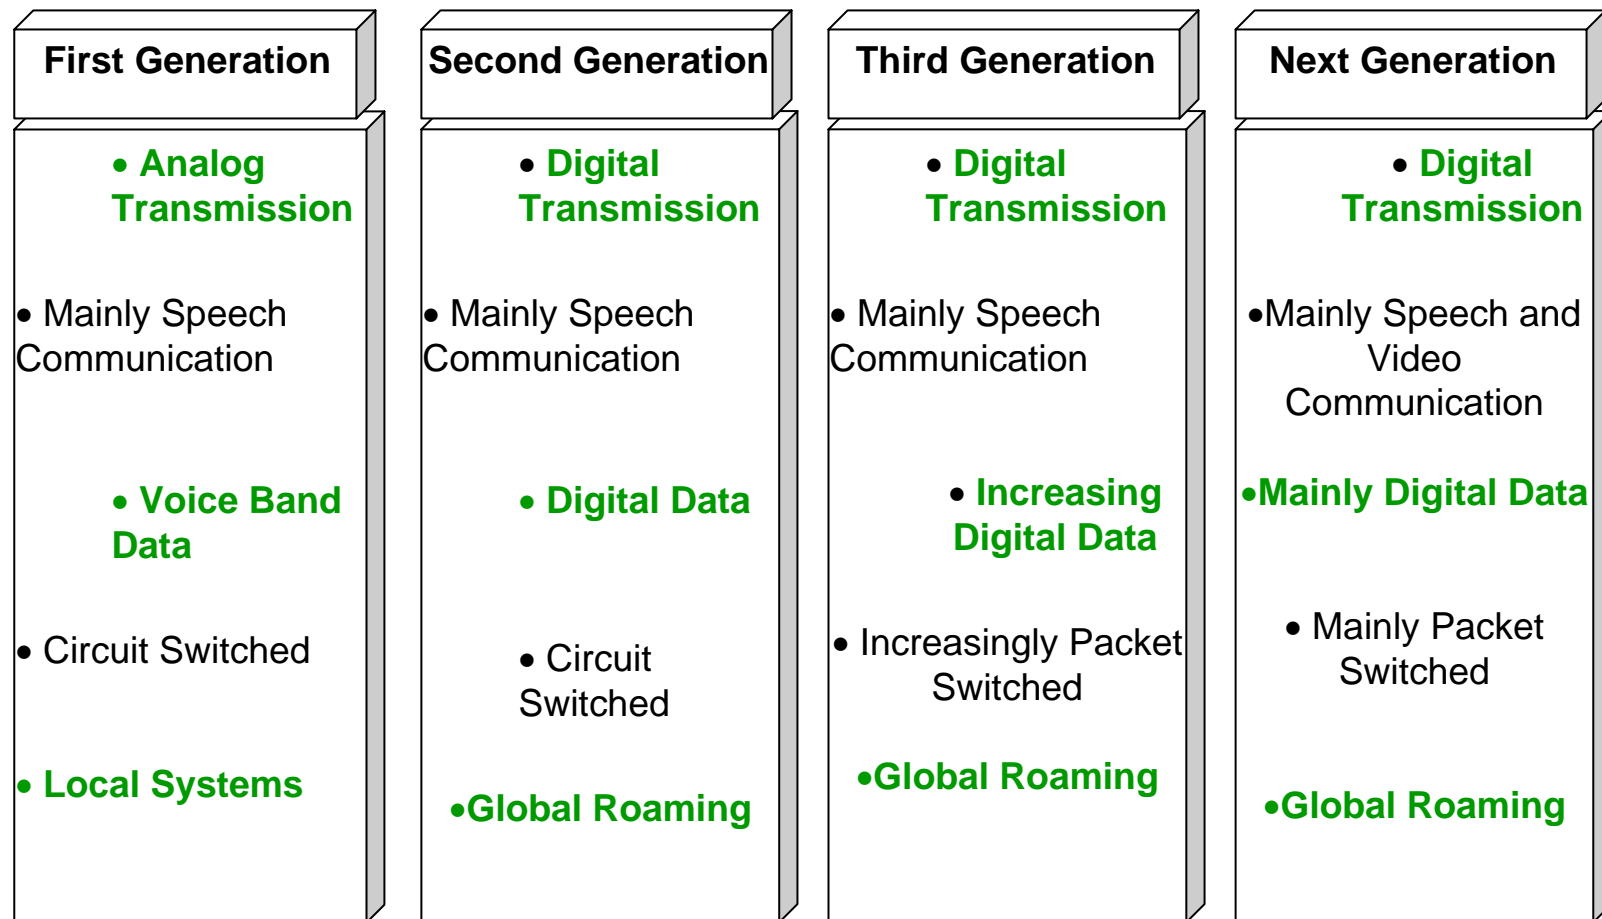 First Generation
• Analog
Transmission
• Mainly Speech
Communication
• Voice Band
Data
• Circuit Switched
• Local Systems
Second Generation
• Digital
Transmission
• Mainly Speech
Communication
• Digital Data
• Circuit
Switched
•Global Roaming
Third Generation
• Digital
Transmission
• Mainly Speech
Communication
• Increasing
Digital Data
• Increasingly Packet
Switched
•Global Roaming
Next Generation
• Digital
Transmission
•Mainly Speech and
Video
Communication
•Mainly Digital Data
• Mainly Packet
Switched
•Global Roaming